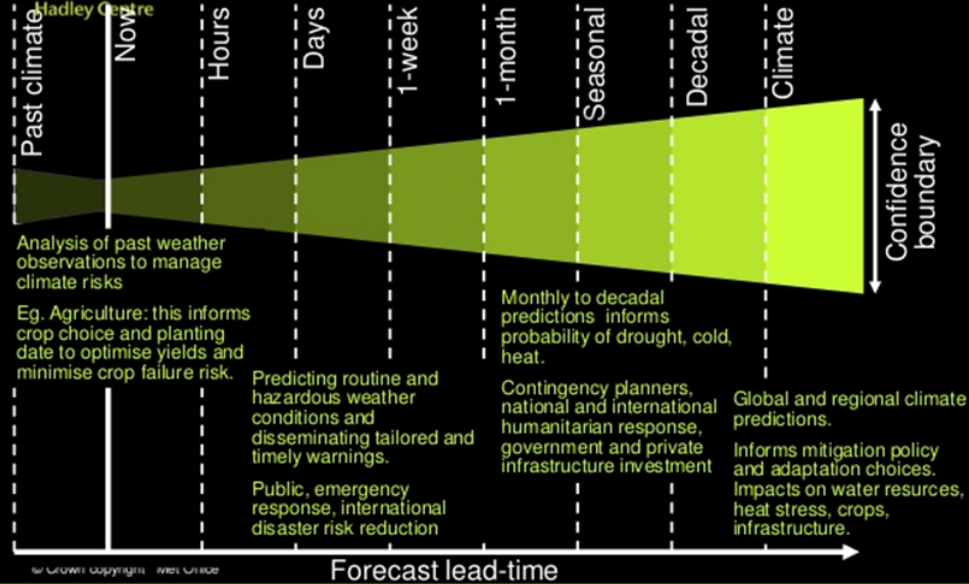 Hadley Centre
Past climate
Now
Hours
Days
1-week
1-month
Seasonal
Decadal
Climate
Confidence
boundary
Analysis of past weather
observations to manage
climate risks
Eg. Agriculture: this informs
crop choice and planting
date to optimise yields and
minimise crop failure risk.
Predicting routine and
hazardous weather
conditions and
disseminating tailored and
timely warnings.
Public, emergency
response, international
disaster risk reduction
Monthly to decadal
predictions informs
probability of drought, cold,
heat.
Contingency planners,
national and international
humanitarian response,
government and private
infrastructure investment
Global and regional climate
predictions.
Informs mitigation policy
and adaptation choices.
Impacts on water resurces,
heat stress, crops,
infrastructure.
© Crown copyright Met Office
Forecast lead-time